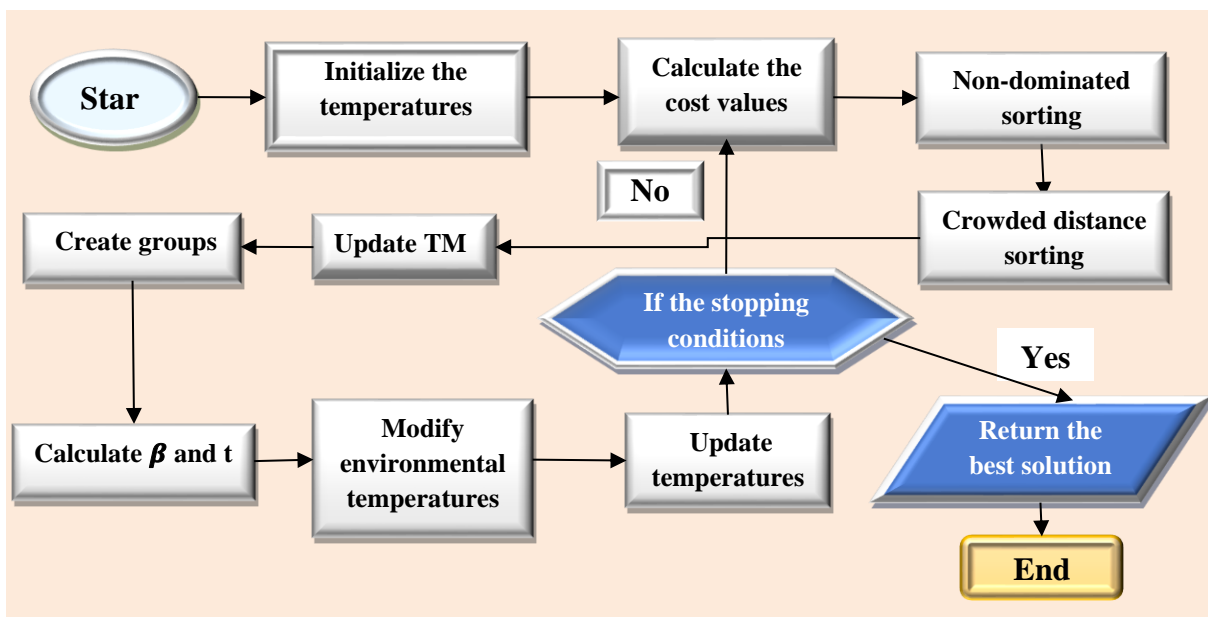 Star
Initialize the
temperatures
Calculate the
cost values
Non-dominated
sorting
Crowded distance
sorting
Update TM
Create groups
Calculate β and t
Modify
environmental
temperatures
Update
temperatures
If the stopping
conditions
No
Yes
Return the
best solution
End